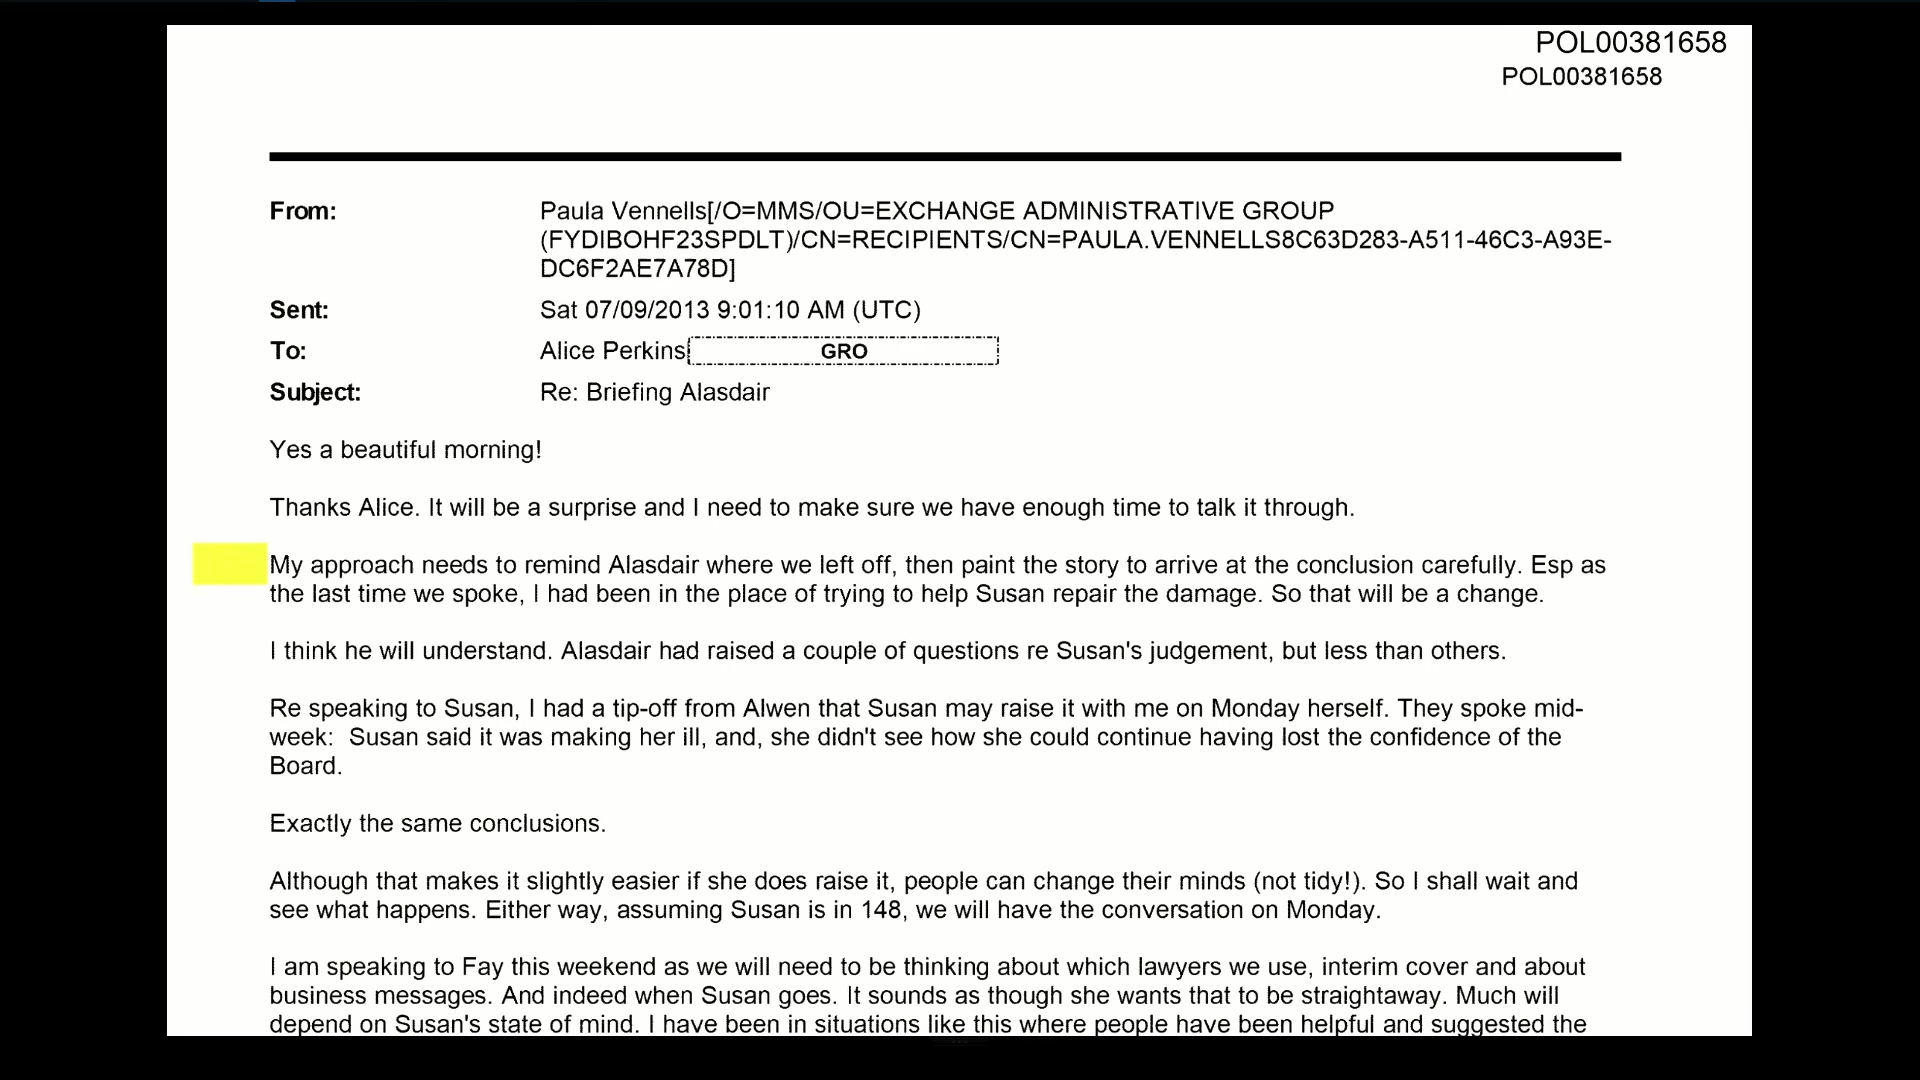 POL00381658
POL00381658
From: Paula Vennells[/O=MMS/OU=EXCHANGE ADMINISTRATIVE GROUP
(FYDIBOHF23SPDLT)/CN=RECIPIENTS/CN=PAULA.VENNELLS8C63D283-A511-46C3-A93E-
DC6F2AE7A78D]
Sent: Sat 07/09/2013 9:01:10 AM (UTC)
To: Alice Perkins GRO
Subject: Re: Briefing Alasdair
Yes a beautiful morning!
Thanks Alice. It will be a surprise and I need to make sure we have enough time to talk it through.
My approach needs to remind Alasdair where we left off, then paint the story to arrive at the conclusion carefully. Esp as
the last time we spoke, I had been in the place of trying to help Susan repair the damage. So that will be a change.
I think he will understand. Alasdair had raised a couple of questions re Susan's judgement, but less than others.
Re speaking to Susan, I had a tip-off from Alwen that Susan may raise it with me on Monday herself. They spoke mid-
week:  Susan said it was making her ill, and, she didn't see how she could continue having lost the confidence of the
Board.
Exactly the same conclusions.
Although that makes it slightly easier if she does raise it, people can change their minds (not tidy!). So I shall wait and
see what happens. Either way, assuming Susan is in 148, we will have the conversation on Monday.
I am speaking to Fay this weekend as we will need to be thinking about which lawyers we use, interim cover and about
business messages. And indeed when Susan goes. It sounds as though she wants that to be straightaway. Much will
depend on Susan's state of mind. I have been in situations like this where people have been helpful and suggested the